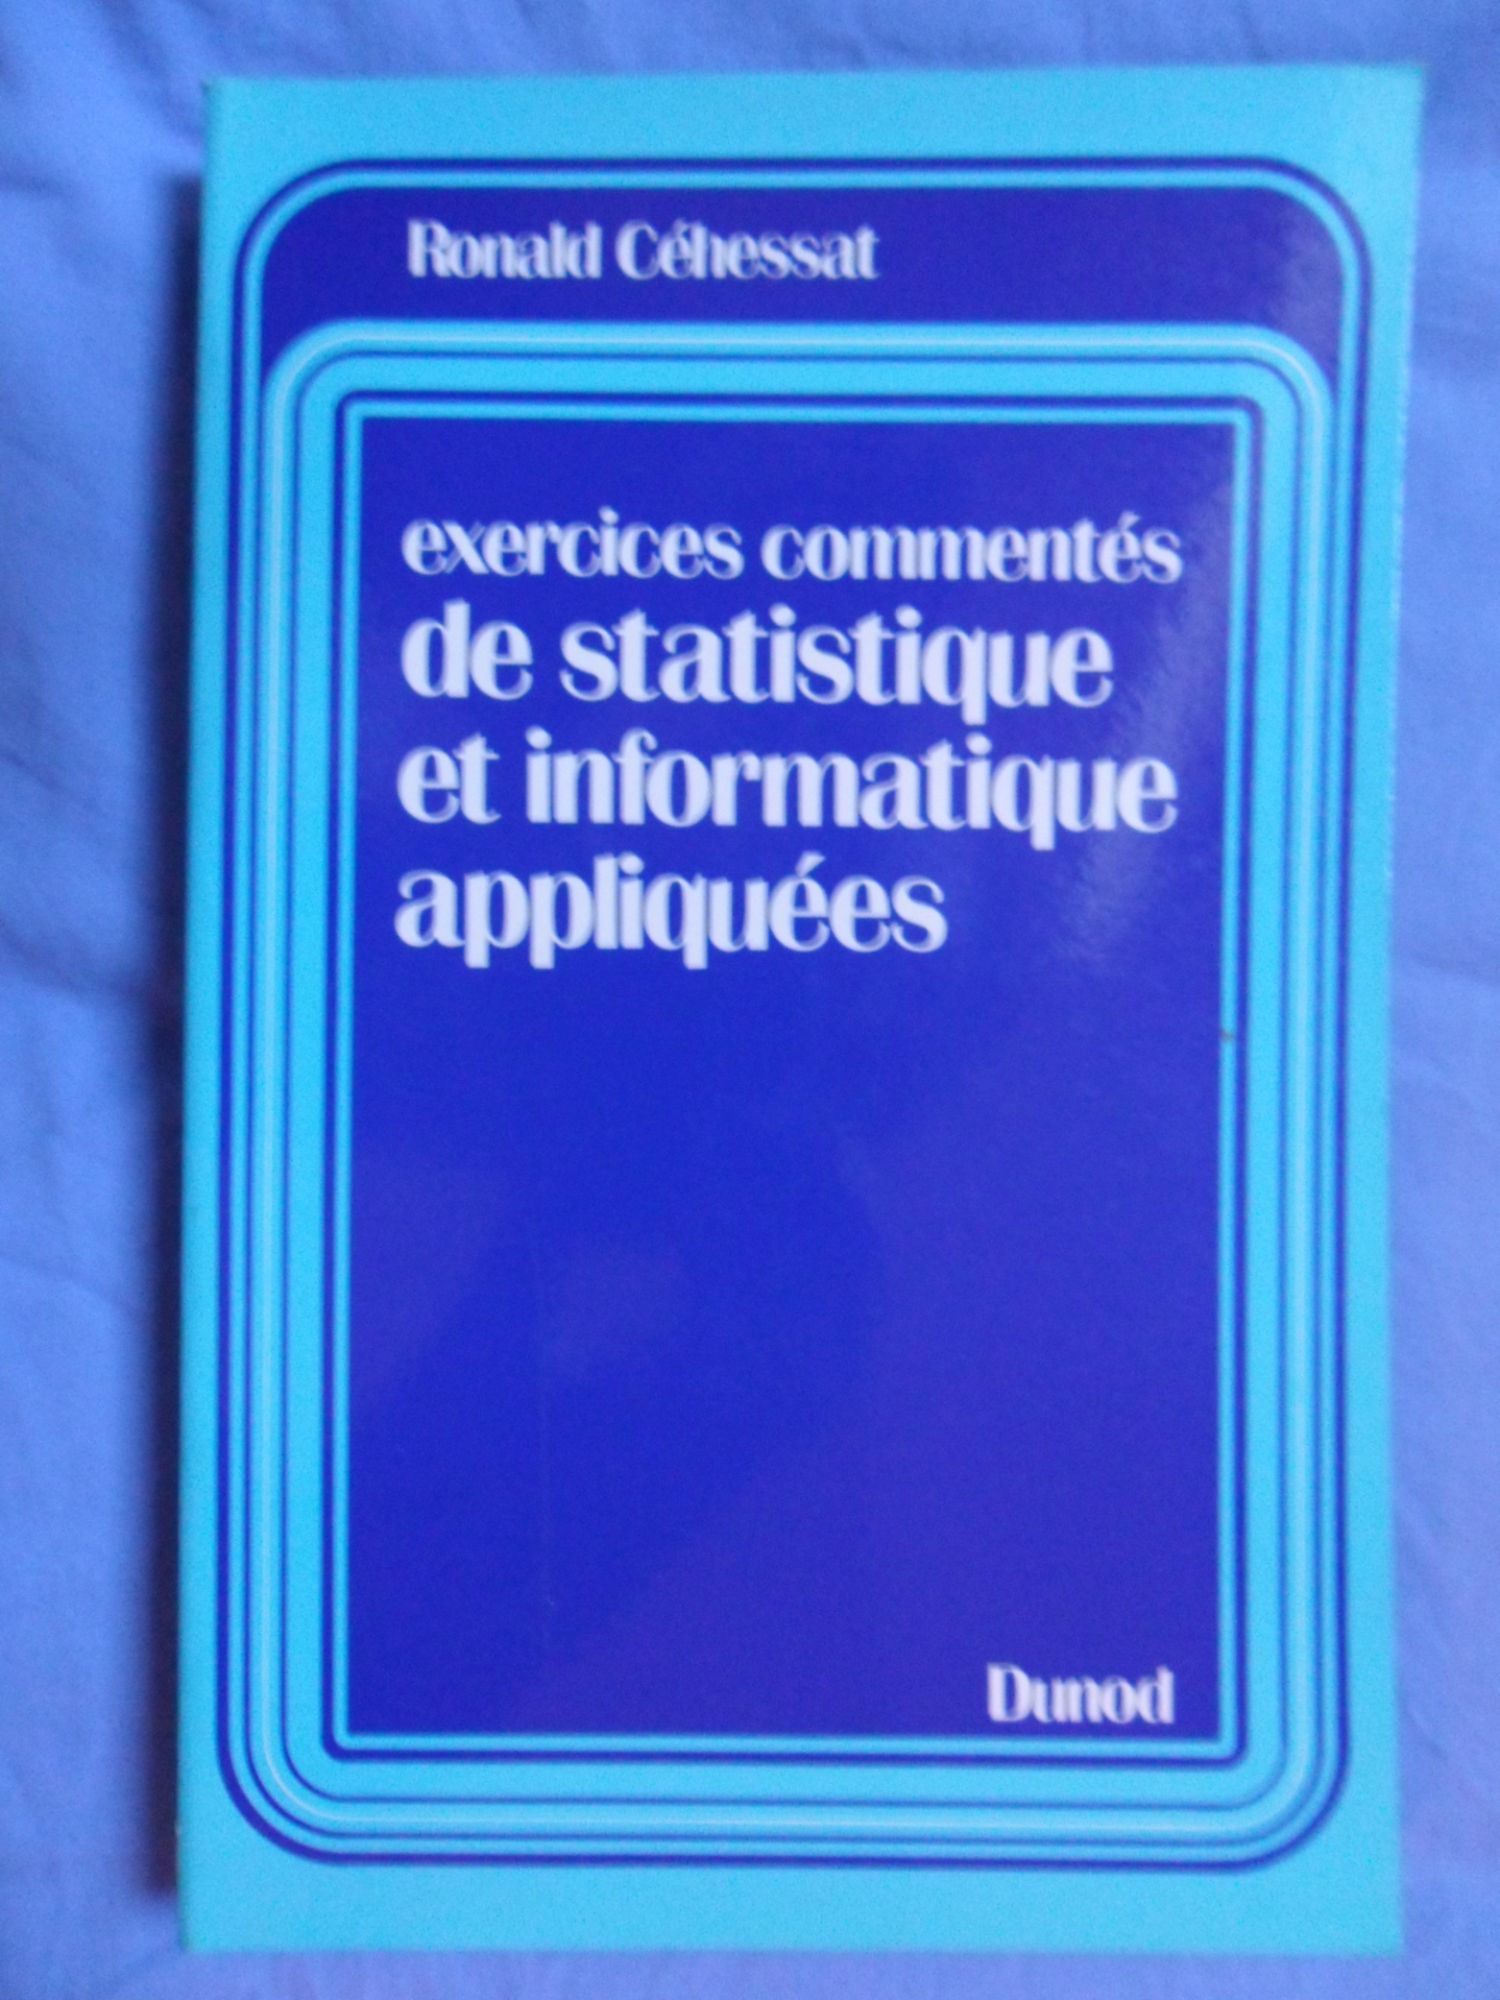 Ronald Céhessat
exercices commentés
de statistique
et informatique
appliquées
Dunod